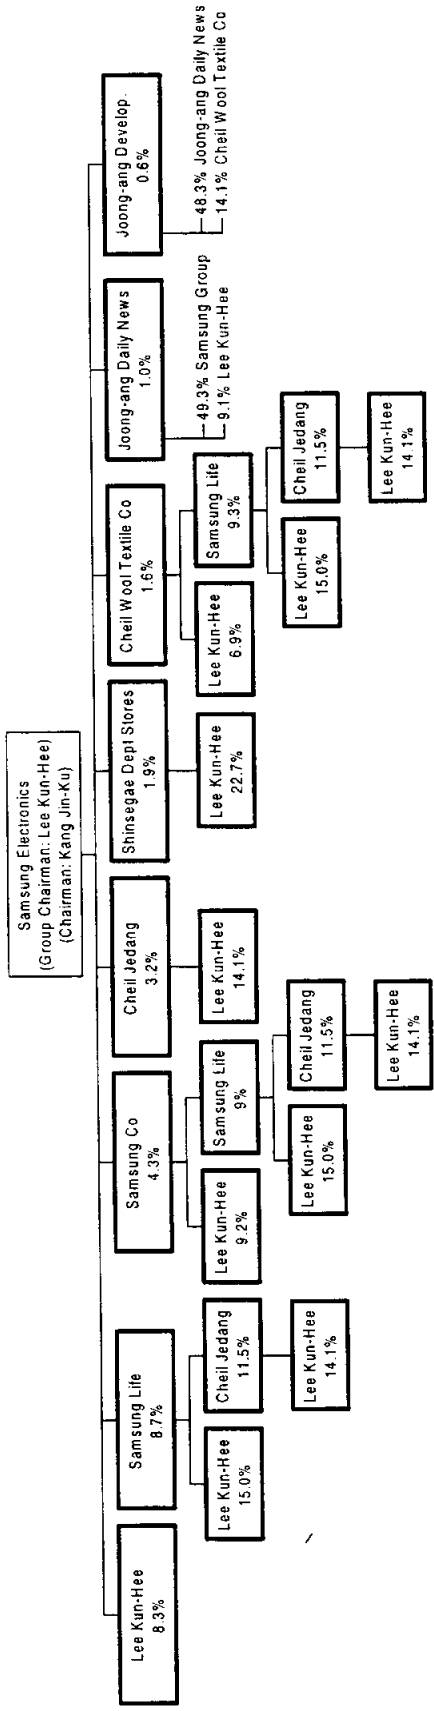 Samsung Electronics
(Group Chairman: Lee Kun-Hee)
(Chairman: Kang Jin-Ku)
Lee Kun-Hee
8.3%
Samsung Life
8.7%
Samsung Co
4.3%
Cheil Jedang
3.2%
Shinsegae Dept Stores
1.9%
Cheil Wool Textile Co
1.6%
Joong-ang Daily News
1.0%
Joong-ang Develop.
0.6%
Lee Kun-Hee
15.0%
Cheil Jedang
11.5%
Lee Kun-Hee
9.2%
Samsung Life
9%
Lee Kun-Hee
14.1%
Lee Kun-Hee
22.7%
Lee Kun-Hee
6.9%
Samsung Life
9.3%
49.3% Samsung Group
9.1% Lee Kun-Hee
48.3% Joong-ang Daily News
14.1% Cheil Wool Textile Co
Lee Kun-Hee
14.1%
Lee Kun-Hee
15.0%
Cheil Jedang
11.5%
Lee Kun-Hee
15.0%
Cheil Jedang
11.5%
Lee Kun-Hee
14.1%
Lee Kun-Hee
14.1%